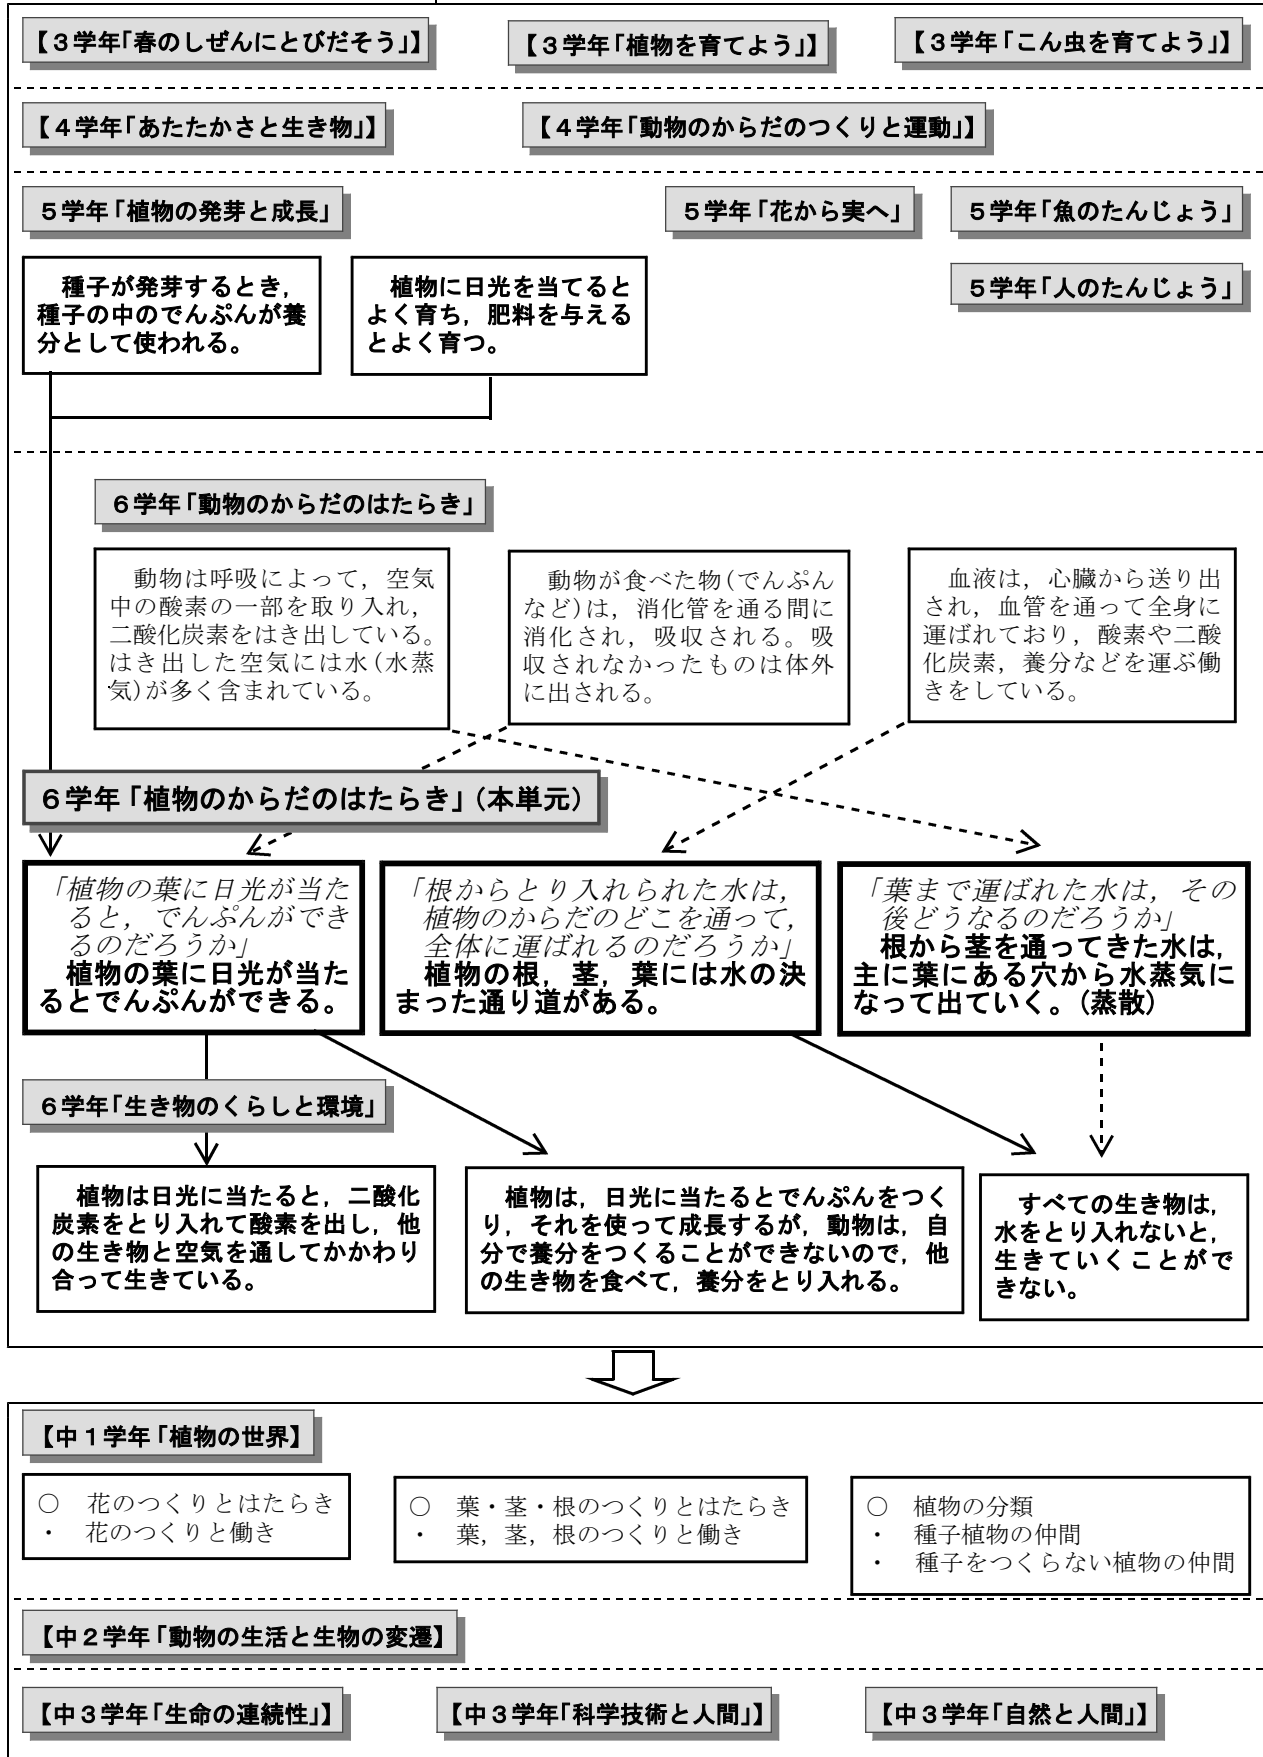 【３学年「春のしぜんにとびだそう」】
【３学年「植物を育てよう」】
【３学年「こん虫を育てよう」】
【４学年「あたたかさと生き物」】
【４学年「動物のからだのつくりと運動」】
５学年「植物の発芽と成長」
５学年「花から実へ」
５学年「魚のたんじょう」
５学年「人のたんじょう」
種子が発芽するとき，
種子の中のでんぷんが養
分として使われる。
植物に日光を当てると
よく育ち，肥料を与える
とよく育つ。
６学年「動物のからだのはたらき」
動物は呼吸によって，空気
中の酸素の一部を取り入れ，
二酸化炭素をはき出している。
はき出した空気には水(水蒸
気)が多く含まれている。
動物が食べた物(でんぷん
など)は，消化管を通る間に
消化され，吸収される。吸
収されなかったものは体外
に出される。
血液は，心臓から送り出
され，血管を通って全身に
運ばれており，酸素や二酸
化炭素，養分などを運ぶ働
きをしている。
６学年「植物のからだのはたらき」（本単元）
「植物の葉に日光が当た
ると，でんぷんができ
るのだろうか」
植物の葉に日光が当た
るとでんぷんができる。
「根からとり入れられた水は，
植物のからだのどこを通って，
全体に運ばれるのだろうか」
植物の根，茎，葉には水の決
まった通り道がある。
「葉まで運ばれた水は，その
後どうなるのだろうか」
根から茎を通ってきた水は，
主に葉にある穴から水蒸気に
なって出ていく。（蒸散）
６学年「生き物のくらしと環境」
植物は日光に当たると，二酸化
炭素をとり入れて酸素を出し，他
の生き物と空気を通してかかわり
合って生きている。
植物は，日光に当たるとでんぷんをつく
り，それを使って成長するが，動物は，自
分で養分をつくることができないので，他
の生き物を食べて，養分をとり入れる。
すべての生き物は，
水をとり入れないと，
生きていくことがで
きない。
【中１学年「植物の世界】
○　花のつくりとはたらき
・　花のつくりと働き
○　葉・茎・根のつくりとはたらき
・　葉，茎，根のつくりと働き
○　植物の分類
・　種子植物の仲間
・　種子をつくらない植物の仲間
【中２学年「動物の生活と生物の変遷】
【中３学年「生命の連続性」】
【中３学年「科学技術と人間」】
【中３学年「自然と人間」】